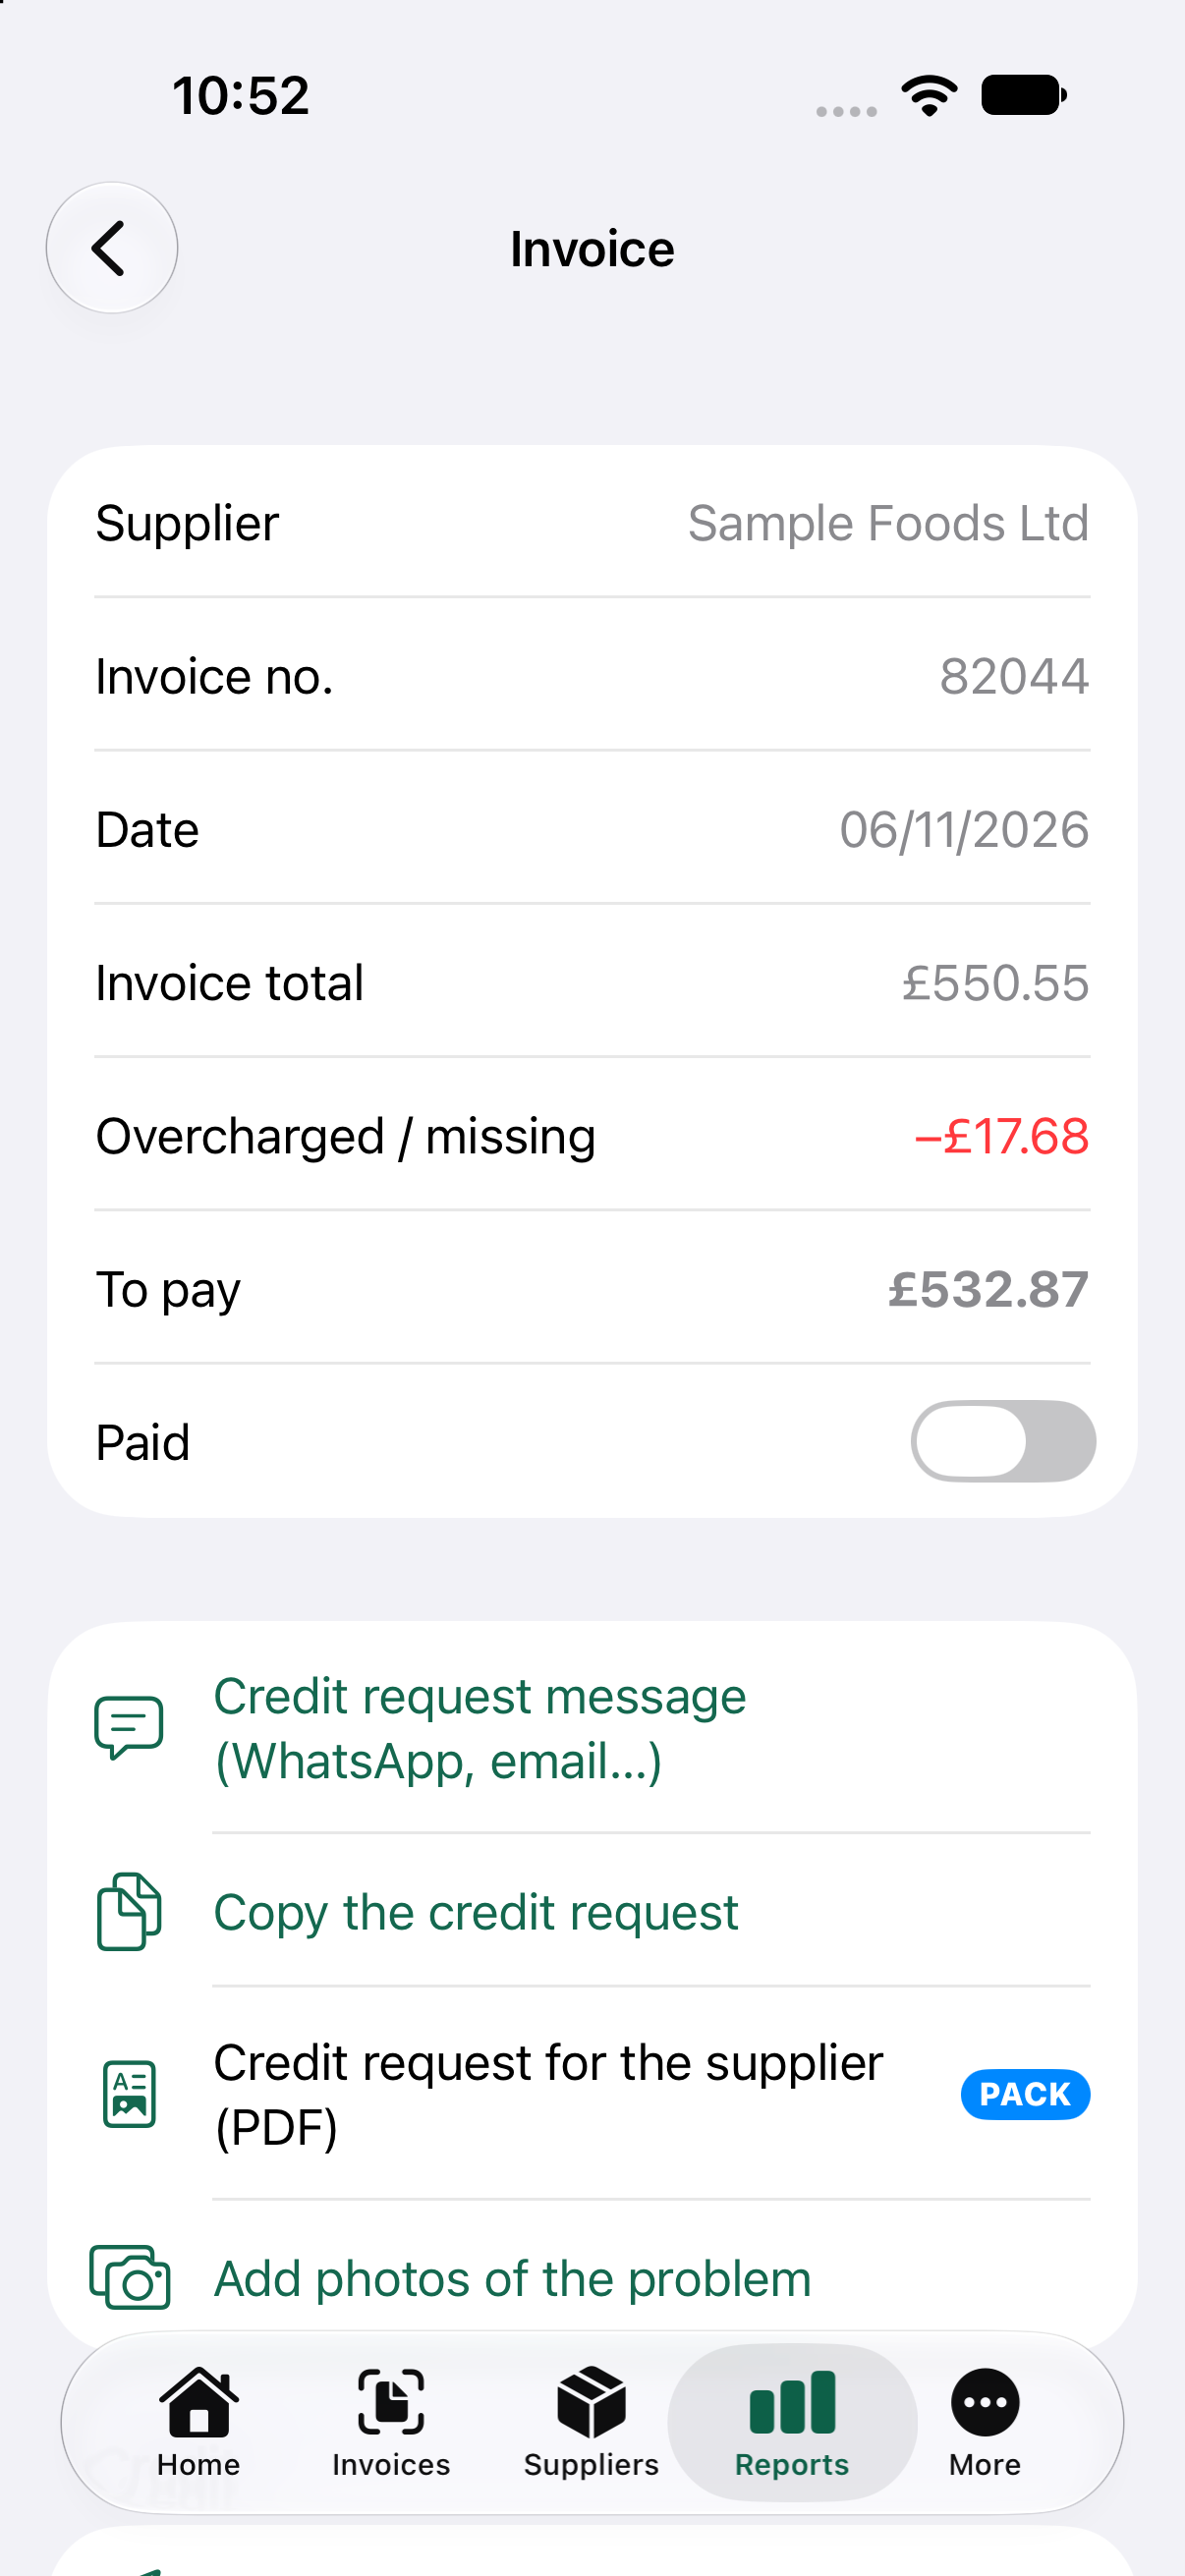 10:52
Invoice
Supplier Sample Foods Ltd
Invoice no. 82044
Date 06/11/2026
Invoice total £550.55
Overcharged / missing –£17.68
To pay £532.87
Paid
Credit request message
(WhatsApp, email...)
Copy the credit request
Credit request for the supplier
(PDF)
PACK
Add photos of the problem
Home Invoices Suppliers Reports More